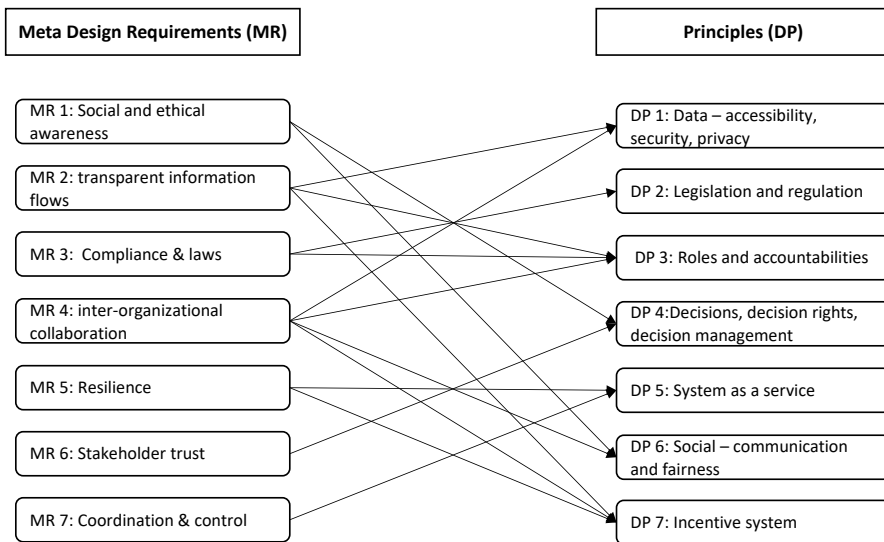 Meta Design Requirements (MR)
Principles (DP)
MR 1: Social and ethical
awareness
MR 2: transparent information
flows
MR 3:  Compliance & laws
MR 4: inter-organizational
collaboration
MR 5: Resilience
MR 6: Stakeholder trust
MR 7: Coordination & control
DP 1: Data – accessibility,
security, privacy
DP 2: Legislation and regulation
DP 3: Roles and accountabilities
DP 4:Decisions, decision rights,
decision management
DP 5: System as a service
DP 6: Social – communication
and fairness
DP 7: Incentive system